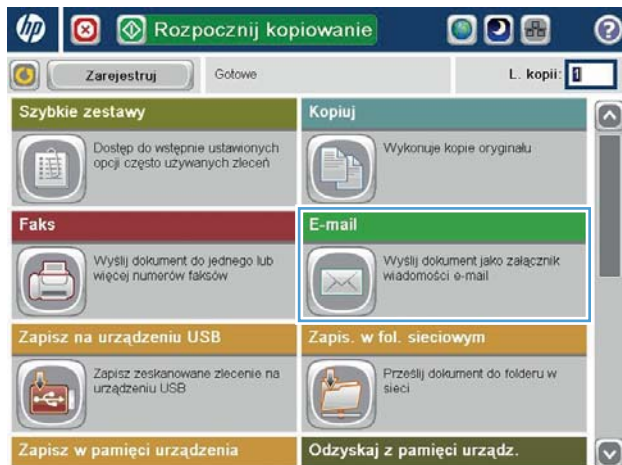 hp
Rozpocznij kopiowanie
?
Zarejestruj
Gotowe
L. kopii: 1
Szybkie zestawy
Dostęp do wstępnie ustawionych
opcji często używanych zleceń
Kopiuj
Wykonuje kopie oryginału
Faks
Wyślij dokument do jednego lub
więcej numerów faksów
E-mail
Wyślij dokument jako załącznik
wiadomości e-mail
Zapisz na urządzeniu USB
Zapisz zeskanowane zlecenie na
urządzeniu USB
Zapis. w fol. sieciowym
Prześlij dokument do folderu w
sieci
Zapisz w pamięci urządzenia
Odzyskaj z pamięci urządz.